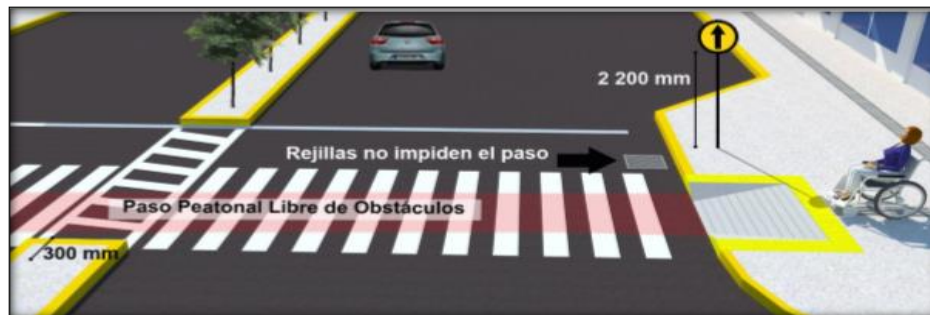 2 200 mm
Rejillas no impiden el paso
Paso Peatonal Libre de Obstáculos
300 mm